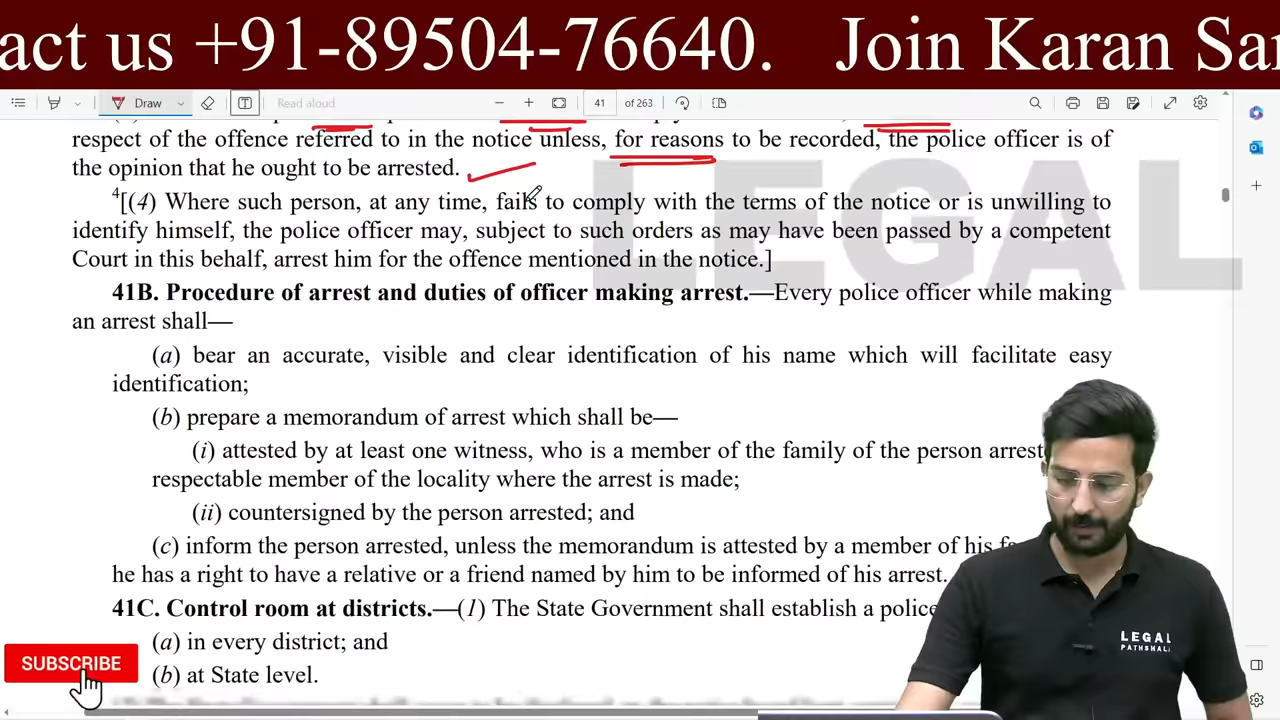 act us +91-89504-76640. Join Karan Sa
Draw
Read aloud
41 of 263
respect of the offence referred to in the notice unless, for reasons to be recorded, the police officer is of
the opinion that he ought to be arrested.
4[(4) Where such person, at any time, fails to comply with the terms of the notice or is unwilling to
identify himself, the police officer may, subject to such orders as may have been passed by a competent
Court in this behalf, arrest him for the offence mentioned in the notice.]
LEGAL
41B. Procedure of arrest and duties of officer making arrest.—Every police officer while making
an arrest shall—
(a) bear an accurate, visible and clear identification of his name which will facilitate easy
identification;
(b) prepare a memorandum of arrest which shall be—
(i) attested by at least one witness, who is a member of the family of the person arrest
respectable member of the locality where the arrest is made;
(ii) countersigned by the person arrested; and
(c) inform the person arrested, unless the memorandum is attested by a member of his
he has a right to have a relative or a friend named by him to be informed of his arrest.
41C. Control room at districts.—(1) The State Government shall establish a police
(a) in every district; and
(b) at State level.
SUBSCRIBE
LEGAL
PATHSHALA